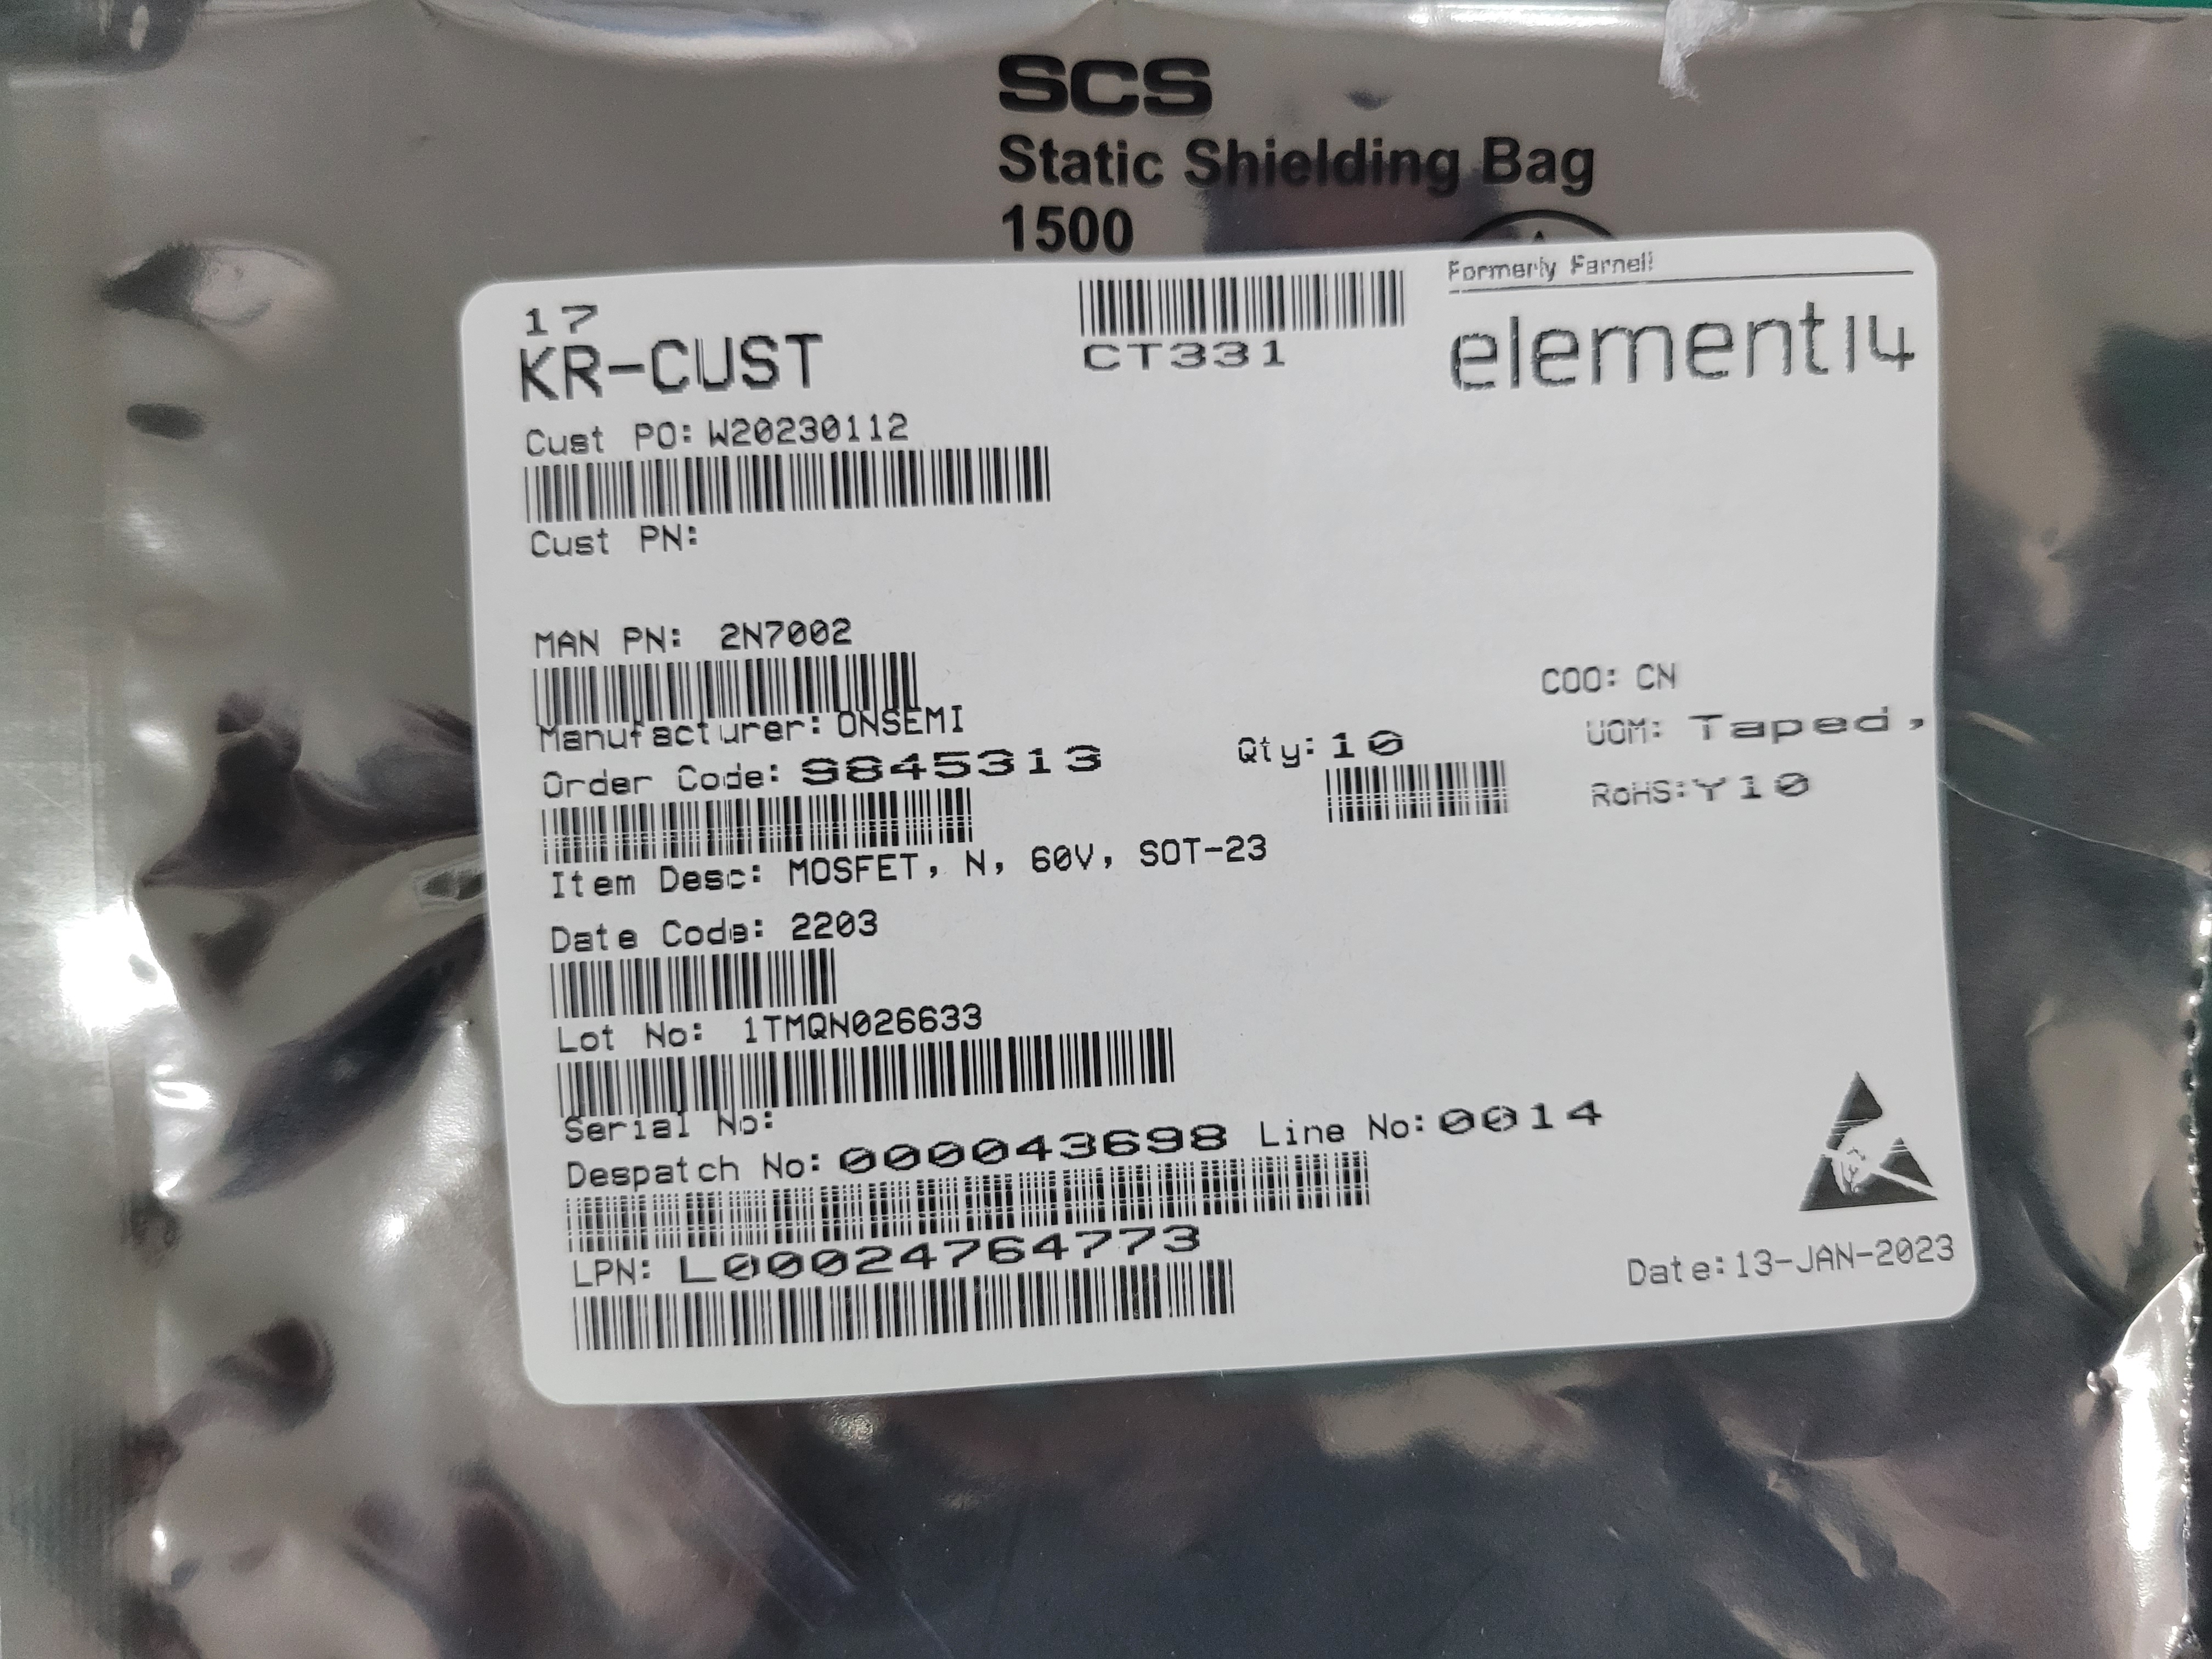 SCS
Static Shielding Bag
1500
17
KR-CUST
CT331
Formerly Farnell
element14
Cust PO: W20230112
Cust PN:
MAN PN: 2N7002
COO: CN
Manufacturer: ONSEMI
UOM: Taped,
Order Code: 9845313
Qty: 10
RoHS: Y10
Item Desc: MOSFET, N, 60V, SOT-23
Date Code: 2203
Lot No: 1TMQN026633
Serial No:
Despatch No: 000043698 Line No: 0014
LPN: L00024764773
Date: 13-JAN-2023